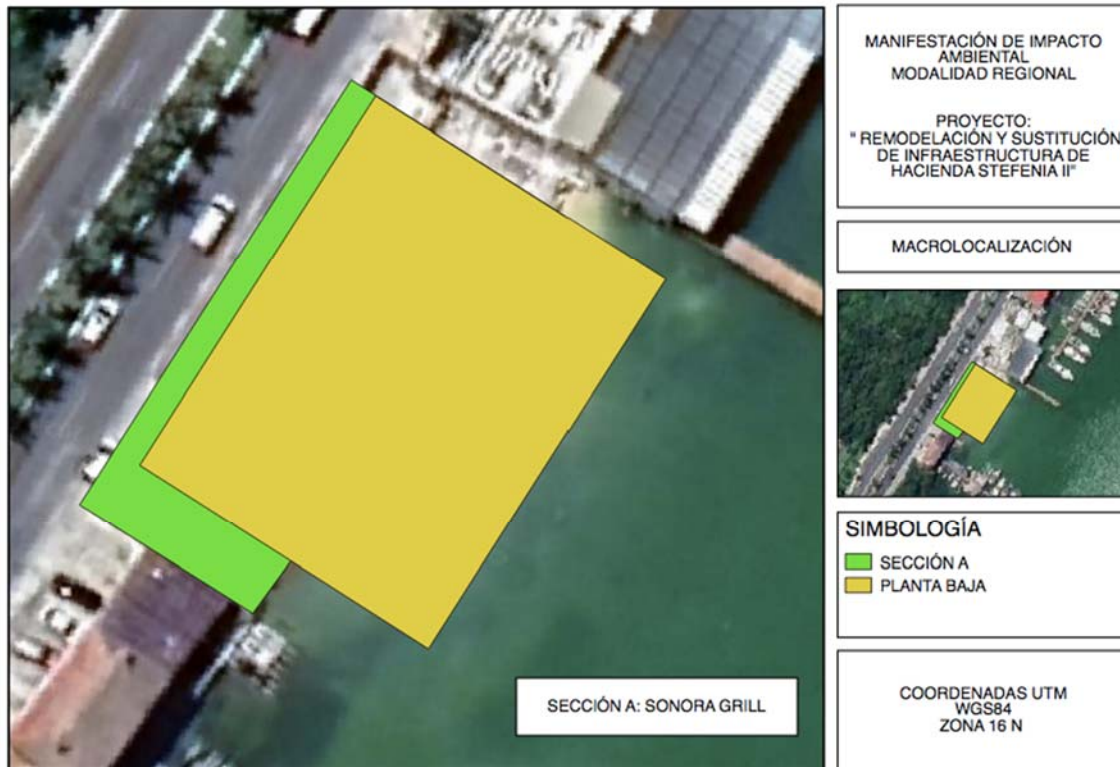 MANIFESTACIÓN DE IMPACTO
AMBIENTAL
MODALIDAD REGIONAL
PROYECTO:
" REMODELACIÓN Y SUSTITUCIÓN
DE INFRAESTRUCTURA DE
HACIENDA STEFENIA II"
MACROLOCALIZACIÓN
SIMBOLOGÍA
SECCIÓN A
PLANTA BAJA
SECCIÓN A: SONORA GRILL
COORDENADAS UTM
WGS84
ZONA 16 N